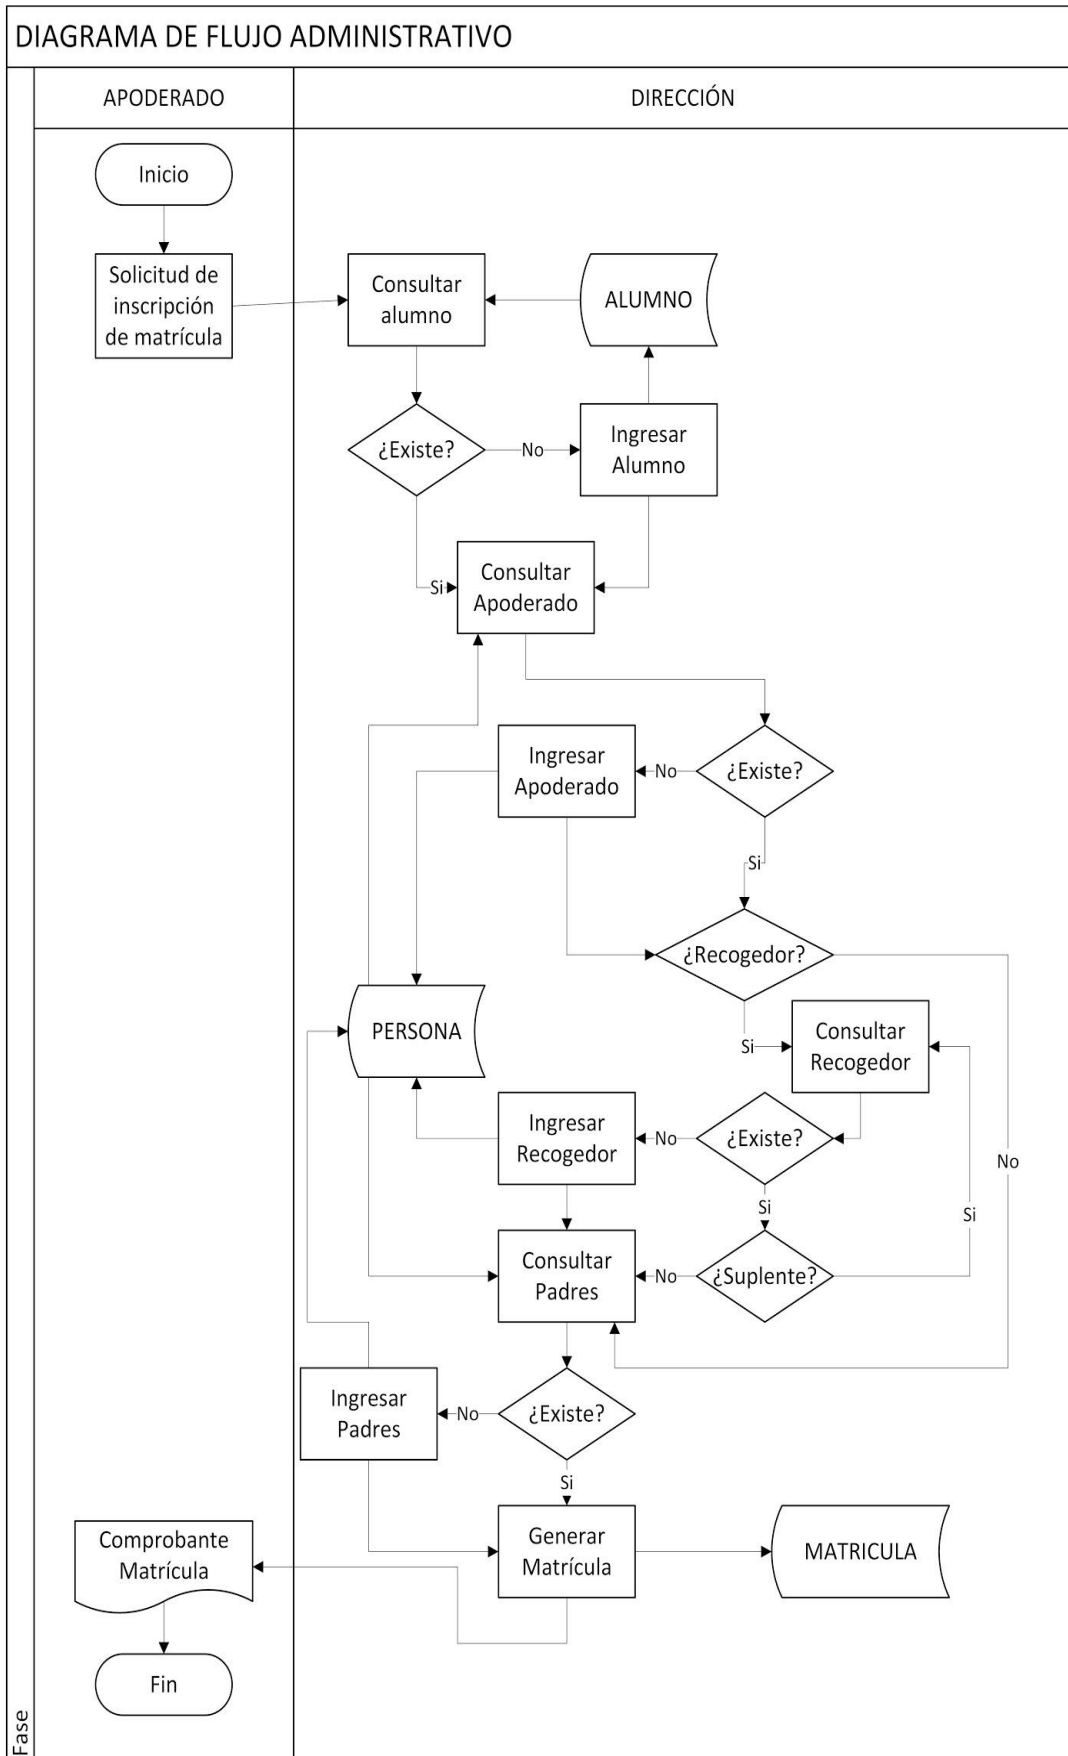 DIAGRAMA DE FLUJO ADMINISTRATIVO
APODERADO
DIRECCIÓN
Inicio
Solicitud de
inscripción
de matrícula
Consultar
alumno
ALUMNO
¿Existe?
No
Ingresar
Alumno
Si
Consultar
Apoderado
Ingresar
Apoderado
No
¿Existe?
Si
¿Recogedor?
PERSONA
Si
Consultar
Recogedor
Ingresar
Recogedor
No
¿Existe?
No
Si
Si
Consultar
Padres
No
¿Suplente?
Ingresar
Padres
No
¿Existe?
Si
Comprobante
Matrícula
Generar
Matrícula
MATRICULA
Fin
Fase